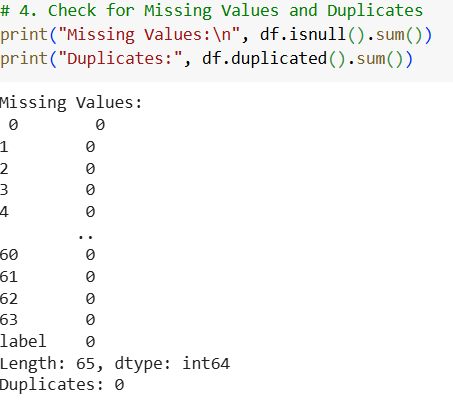 # 4. Check for Missing Values and Duplicates
print("Missing Values:\n", df.isnull().sum())
print("Duplicates:", df.duplicated().sum())
Missing Values:
 0        0
1        0
2        0
3        0
4        0
        ..
60       0
61       0
62       0
63       0
label    0
Length: 65, dtype: int64
Duplicates: 0